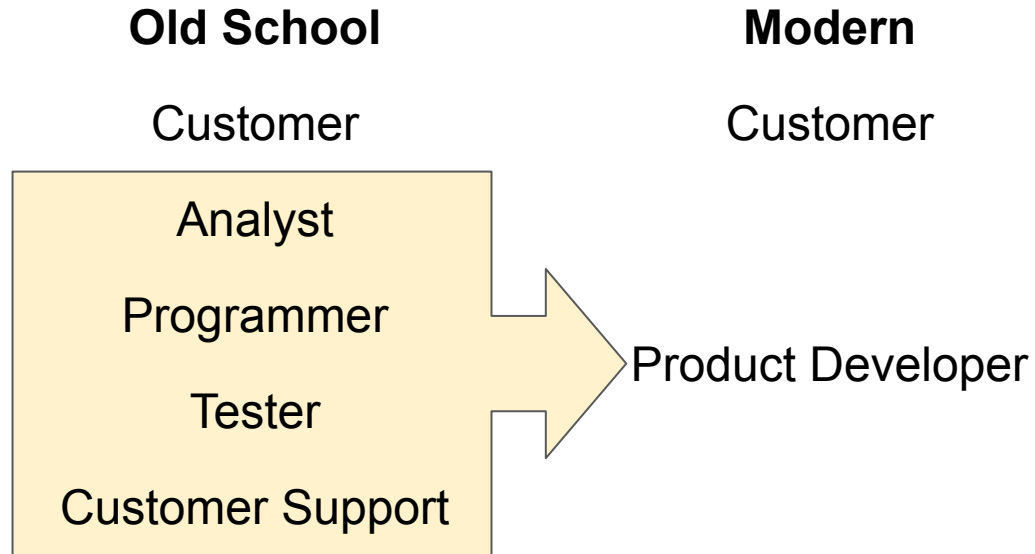 Old School
Customer
Analyst
Programmer
Tester
Customer Support
Modern
Customer
Product Developer